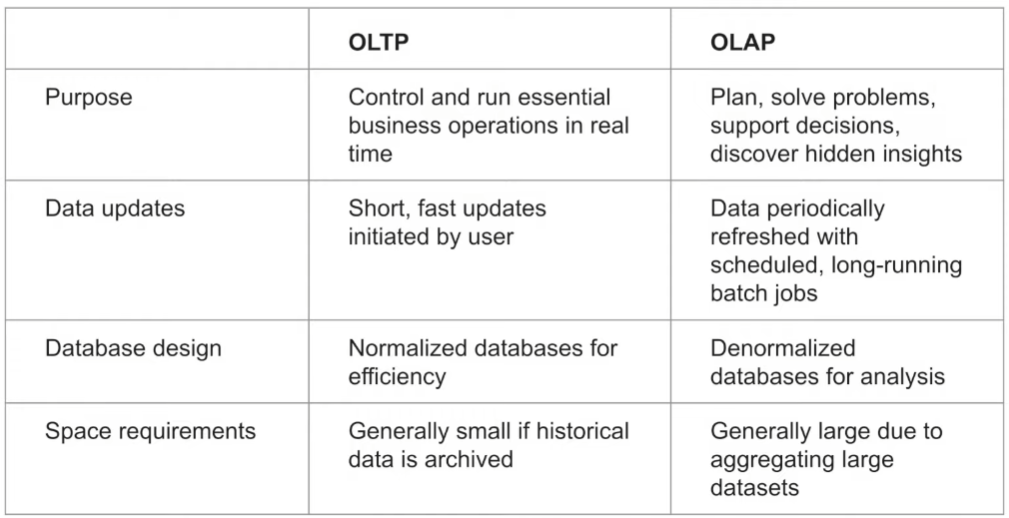 OLTP
OLAP
Purpose
Control and run essential
business operations in real
time
Plan, solve problems,
support decisions,
discover hidden insights
Data updates
Short, fast updates
initiated by user
Data periodically
refreshed with
scheduled, long-running
batch jobs
Database design
Normalized databases for
efficiency
Denormalized
databases for analysis
Space requirements
Generally small if historical
data is archived
Generally large due to
aggregating large
datasets